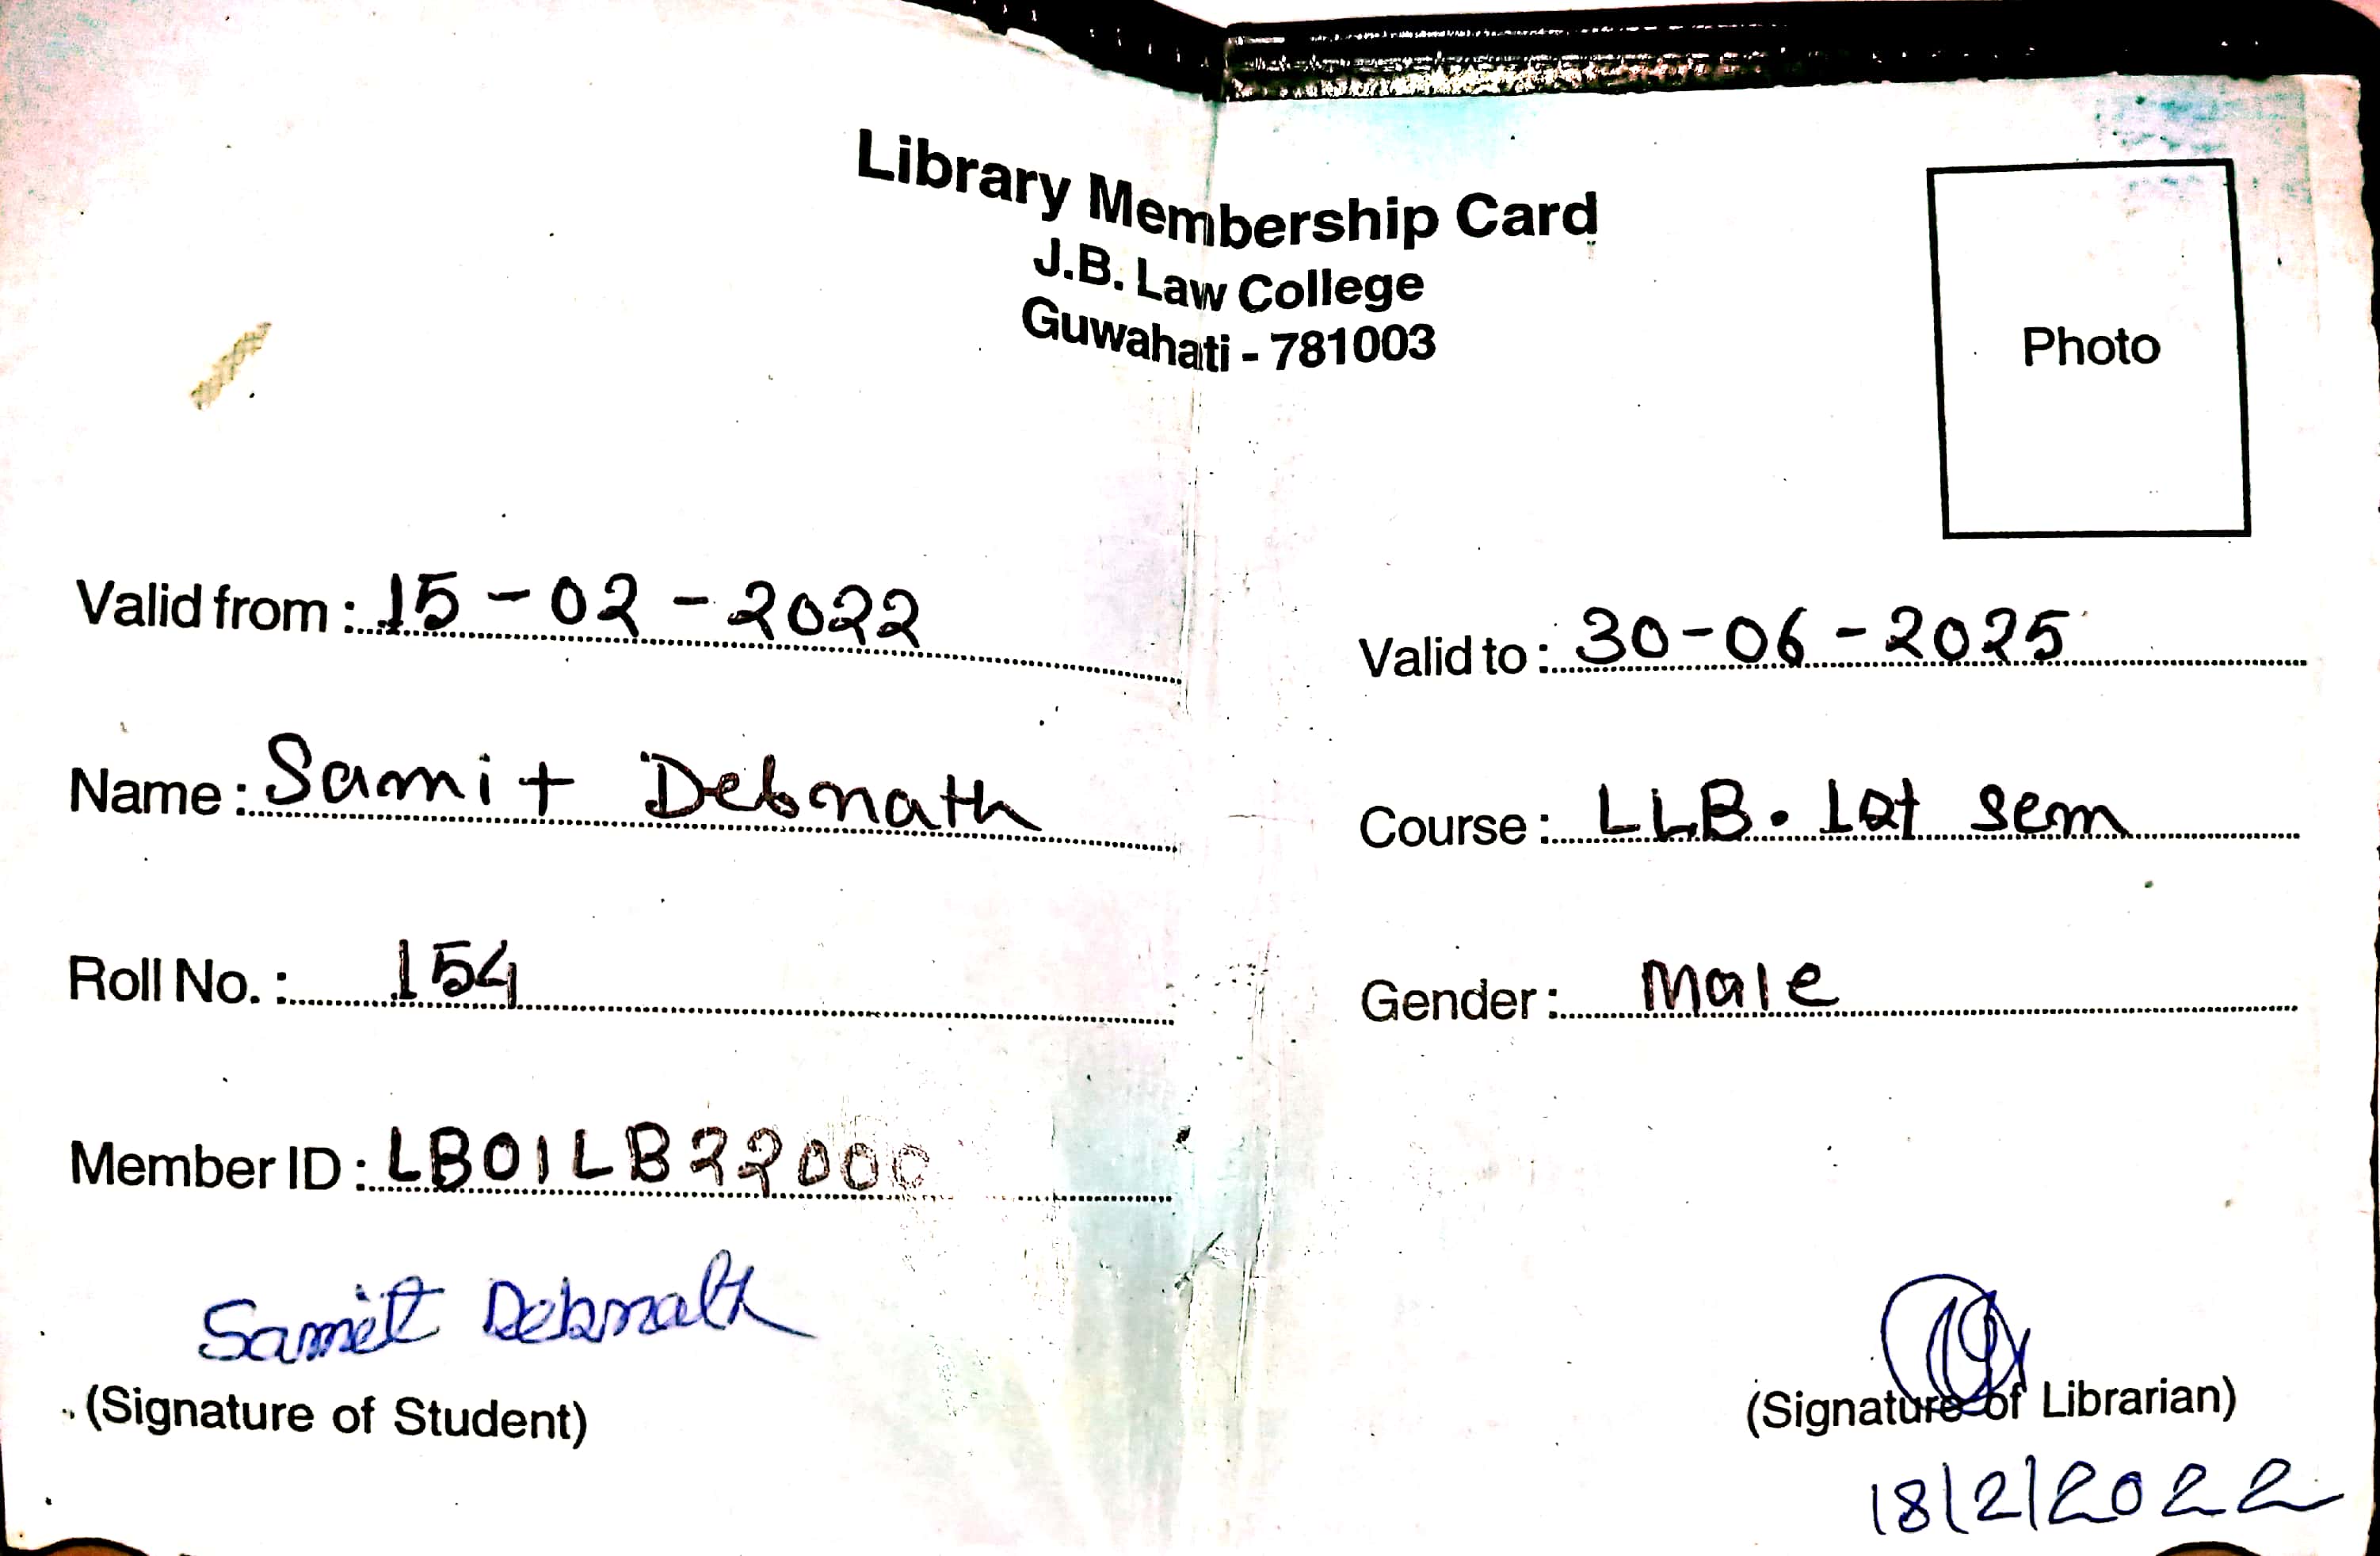 Library Membership Card
J.B. Law College
Guwahati - 781003
Photo
Valid from : 15 - 02 - 2022
Valid to : 30-06-2025
Name : Samit Debnath
Course : LLB. 1st sem
Roll No. : 154
Gender : Male
Member ID :
Samit Debnath
(Signature of Student)
(Signature of Librarian)
18/2/2022